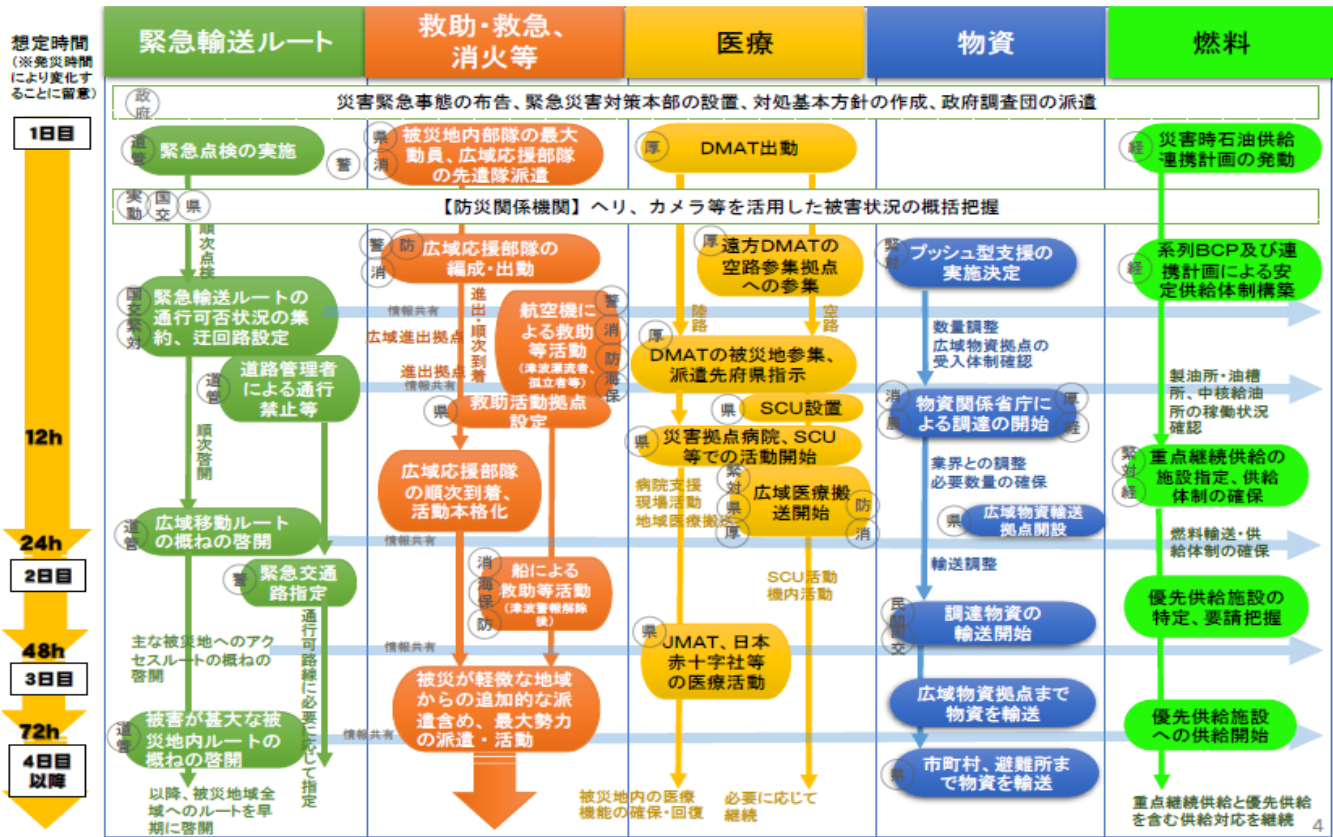 想定時間
(※発災時間
により変化す
ることに留意)
緊急輸送ルート
救助・救急、
消火等
医療
物資
燃料
政府
災害緊急事態の布告、緊急災害対策本部の設置、対処基本方針の作成、政府調査団の派遣
1日目
道管
緊急点検の実施
警
県
消
被災地内部隊の最大
動員、広域応援部隊
の先遣隊派遣
厚
DMAT出動
経
災害時石油供給
連携計画の発動
実動
国交
県
【防災関係機関】ヘリ、カメラ等を活用した被害状況の概括把握
順次点検
警
防
消
広域応援部隊の
編成・出動
厚
遠方DMATの
空路参集拠点
への参集
緊対
プッシュ型支援の
実施決定
経
系列BCP及び連
携計画による安
定供給体制構築
国交
緊対
緊急輸送ルートの
通行可否状況の集
約、迂回路設定
情報共有
広域進出拠点
進出・順次到着
航空機に
よる救助
等活動
(津波漂流者、
孤立者等)
警
消
防
海保
陸路
空路
数量調整
広域物資拠点の
受入体制確認
厚
DMATの被災地参集、
派遣先府県指示
進出拠点
情報共有
道管
道路管理者
による通行
禁止等
製油所・油槽
所、中核給油
所の稼働状況
確認
県
救助活動拠点
設定
県
SCU設置
消
農
厚
経
物資関係省庁に
よる調達の開始
12h
順次啓開
県
災害拠点病院、SCU
等での活動開始
広域応援部隊
の順次到着、
活動本格化
病院支援
現場活動
地域医療搬送
緊対
県
厚
防
消
広域医療搬
送開始
業界との調整
必要数量の確保
緊対
経
重点継続供給の
施設指定、供給
体制の確保
道管
広域移動ルート
の概ねの啓開
県
広域物資輸送
拠点開設
24h
情報共有
燃料輸送・供
給体制の確保
2日目
警
緊急交通
路指定
消
海保
防
船による
救助等活動
(津波警報解除
後)
SCU活動
機内活動
輸送調整
優先供給施設の
特定、要請把握
民間
国交
調達物資の
輸送開始
48h
主な被災地へのアク
セスルートの概ねの
啓開
通行可路線に必要に応じて指定
情報共有
県
JMAT、日本
赤十字社等
の医療活動
3日目
被災が軽微な地域
からの追加的な派
遣含め、最大勢力
の派遣・活動
広域物資拠点まで
物資を輸送
72h
道管
被害が甚大な被
災地内ルートの
概ねの啓開
情報共有
優先供給施設
への供給開始
4日目
以降
県
市町村、避難所ま
で物資を輸送
以降、被災地域全
域へのルートを早
期に啓開
被災地内の医療
機能の確保・回復
必要に応じて
継続
重点継続供給と優先供給
を含む供給対応を継続
4